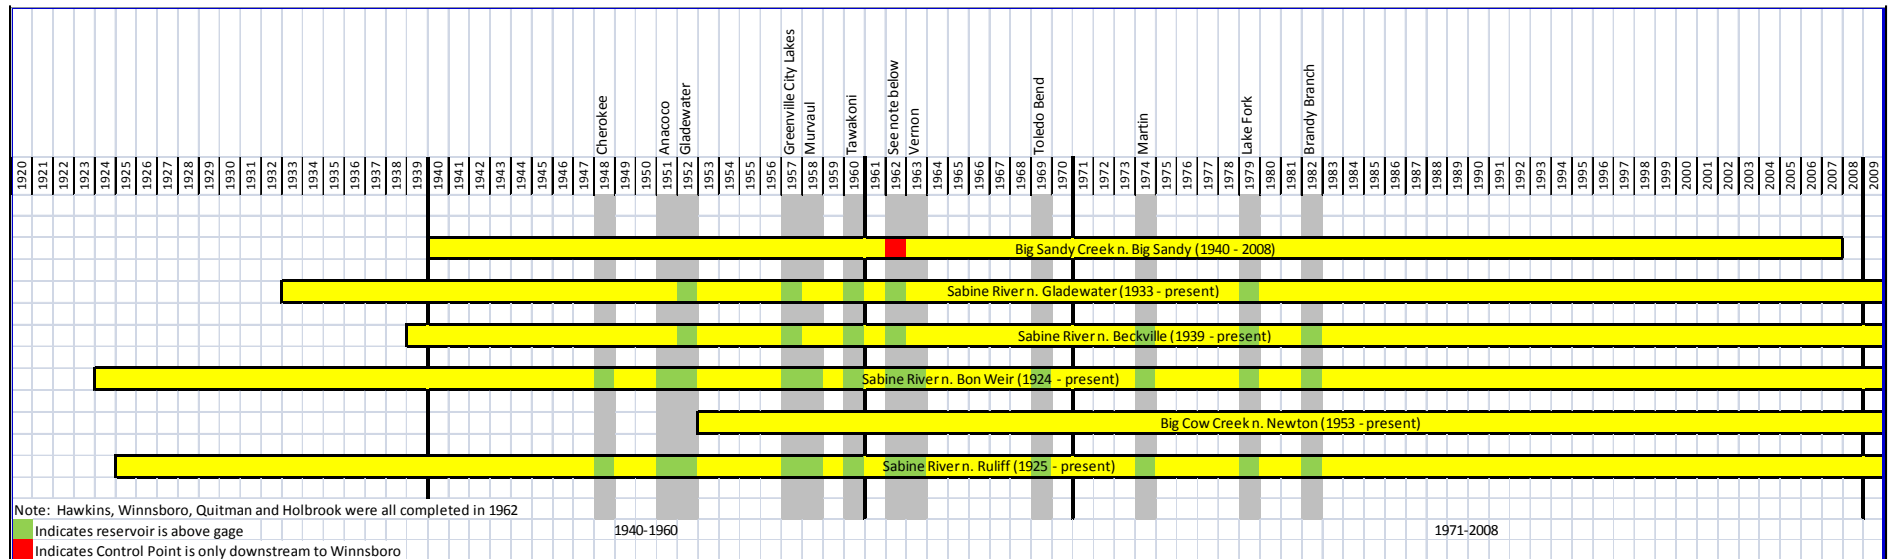 Cherokee
Anacoco
Gladewater
Greenville City Lakes
Murvaul
Tawakoni
See note below
Vernon
Toledo Bend
Martin
Lake Fork
Brandy Branch
1920 1921 1922 1923 1924 1925 1926 1927 1928 1929 1930 1931 1932 1933 1934 1935 1936 1937 1938 1939 1940 1941 1942 1943 1944 1945 1946 1947 1948 1949 1950 1951 1952 1953 1954 1955 1956 1957 1958 1959 1960 1961 1962 1963 1964 1965 1966 1967 1968 1969 1970 1971 1972 1973 1974 1975 1976 1977 1978 1979 1980 1981 1982 1983 1984 1985 1986 1987 1988 1989 1990 1991 1992 1993 1994 1995 1996 1997 1998 1999 2000 2001 2002 2003 2004 2005 2006 2007 2008 2009
Big Sandy Creek n. Big Sandy (1940 - 2008)
Sabine River n. Gladewater (1933 - present)
Sabine River n. Beckville (1939 - present)
Sabine River n. Bon Weir (1924 - present)
Big Cow Creek n. Newton (1953 - present)
Sabine River n. Ruliff (1925 - present)
Note: Hawkins, Winnsboro, Quitman and Holbrook were all completed in 1962
Indicates reservoir is above gage
1940-1960
1971-2008
Indicates Control Point is only downstream to Winnsboro